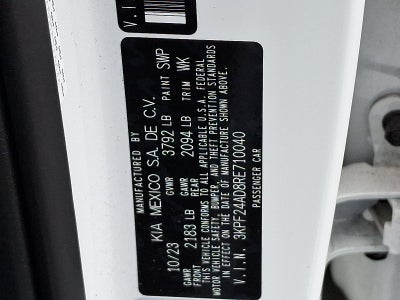 V. I
MANUFACTURED BY
KIA MEXICO S.A. DE C.V.
10/23 GVWR 3792 LB PAINT SWP
GAWR FRONT 2183 LB GAWR REAR 2094 LB TRIM WK
THIS VEHICLE CONFORMS TO ALL APPLICABLE U.S.A. FEDERAL
MOTOR VEHICLE SAFETY, BUMPER, AND THEFT PREVENTION STANDARDS
IN EFFECT ON THE DATE OF MANUFACTURE SHOWN ABOVE.
V.I.N. 3KPF24AD8RE710040
PASSENGER CAR